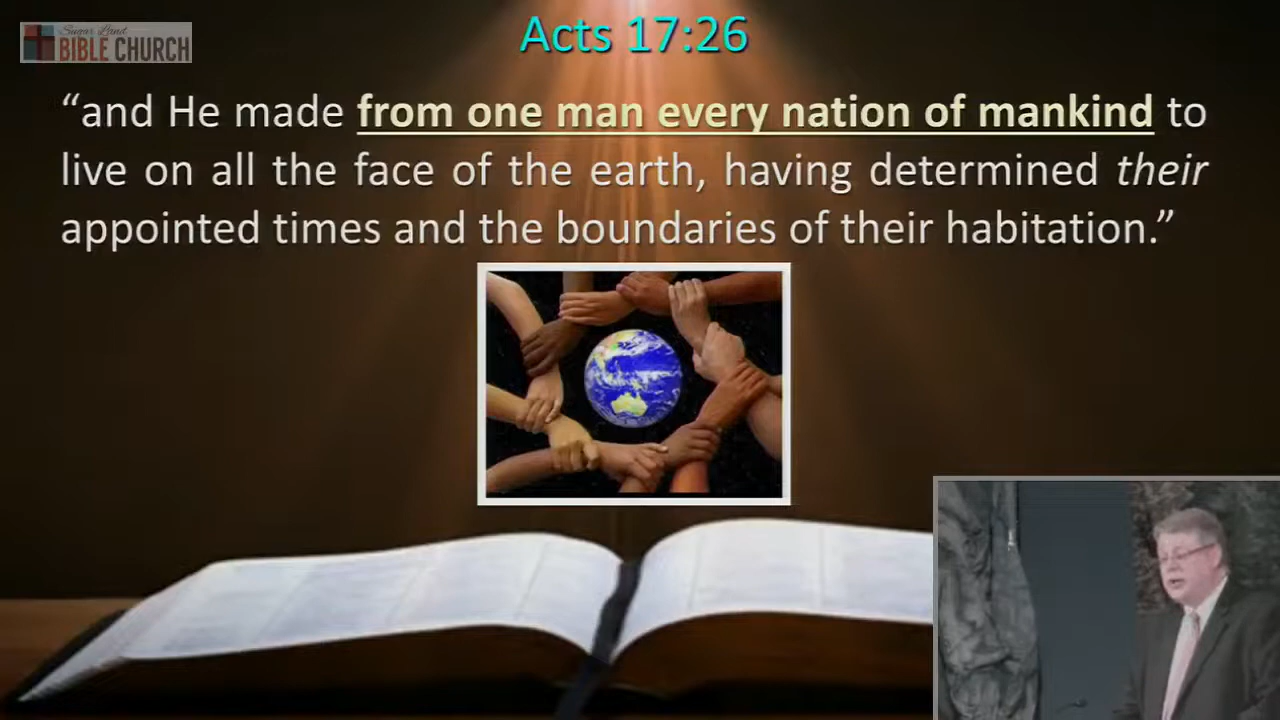 Sugar Land
BIBLE CHURCH
Acts 17:26
“and He made from one man every nation of mankind to
live on all the face of the earth, having determined their
appointed times and the boundaries of their habitation.”